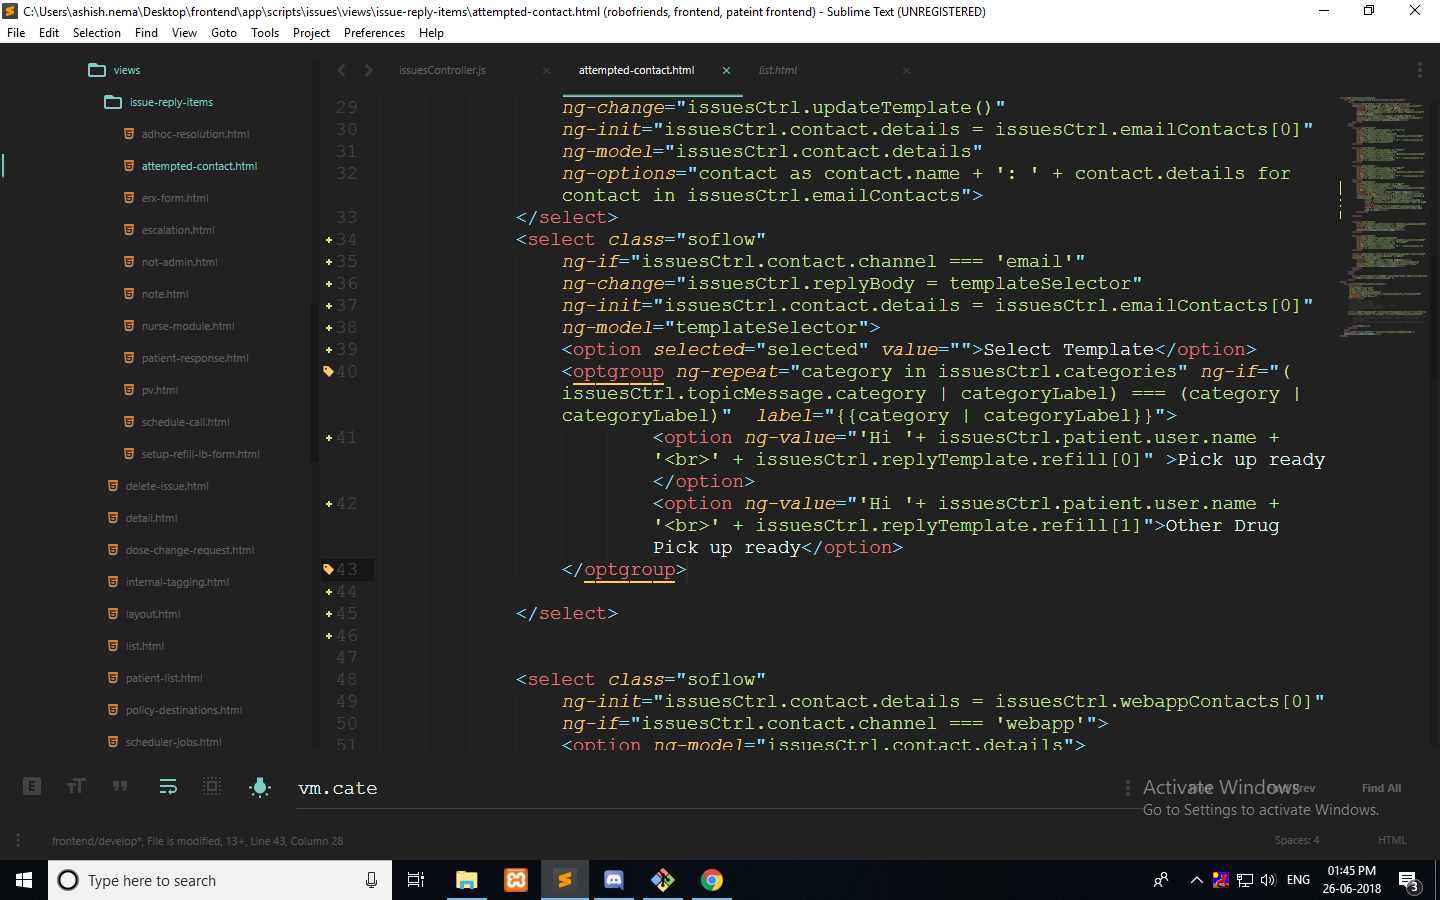 C:\Users\ashish.nema\Desktop\frontend\app\scripts\issues\views\issue-reply-items\attempted-contact.html (robofriends, frontend, pateint frontend) - Sublime Text (UNREGISTERED)
File Edit Selection Find View Goto Tools Project Preferences Help
views
issue-reply-items
adhoc-resolution.html
attempted-contact.html
erx-form.html
escalation.html
not-admin.html
note.html
nurse-module.html
patient-response.html
pv.html
schedule-call.html
setup-refill-lb-form.html
delete-issue.html
detail.html
dose-change-request.html
internal-tagging.html
layout.html
list.html
patient-list.html
policy-destinations.html
scheduler-jobs.html
issuesController.js × attempted-contact.html × list.html ×
29 ng-change="issuesCtrl.updateTemplate()"
30 ng-init="issuesCtrl.contact.details = issuesCtrl.emailContacts[0]"
31 ng-model="issuesCtrl.contact.details"
32 ng-options="contact as contact.name + ': ' + contact.details for
contact in issuesCtrl.emailContacts">
33 </select>
34 <select class="soflow"
35 ng-if="issuesCtrl.contact.channel === 'email'"
36 ng-change="issuesCtrl.replyBody = templateSelector"
37 ng-init="issuesCtrl.contact.details = issuesCtrl.emailContacts[0]"
38 ng-model="templateSelector">
39 <option selected="selected" value="">Select Template</option>
40 <optgroup ng-repeat="category in issuesCtrl.categories" ng-if="(
issuesCtrl.topicMessage.category | categoryLabel) === (category |
categoryLabel)" label="{{category | categoryLabel}}">
41 <option ng-value="'Hi '+ issuesCtrl.patient.user.name +
'<br>' + issuesCtrl.replyTemplate.refill[0]" >Pick up ready
</option>
42 <option ng-value="'Hi '+ issuesCtrl.patient.user.name +
'<br>' + issuesCtrl.replyTemplate.refill[1]">Other Drug
Pick up ready</option>
43 </optgroup>
44
45 </select>
46
47
48 <select class="soflow"
49 ng-init="issuesCtrl.contact.details = issuesCtrl.webappContacts[0]"
50 ng-if="issuesCtrl.contact.channel === 'webapp'">
51 <option ng-model="issuesCtrl.contact.details">
vm.cate
Find Find Prev Find All
Activate Windows
Go to Settings to activate Windows.
frontend/develop*, File is modified, 13+, Line 43, Column 28
Spaces: 4 HTML
Type here to search
ENG
01:45 PM
26-06-2018
3